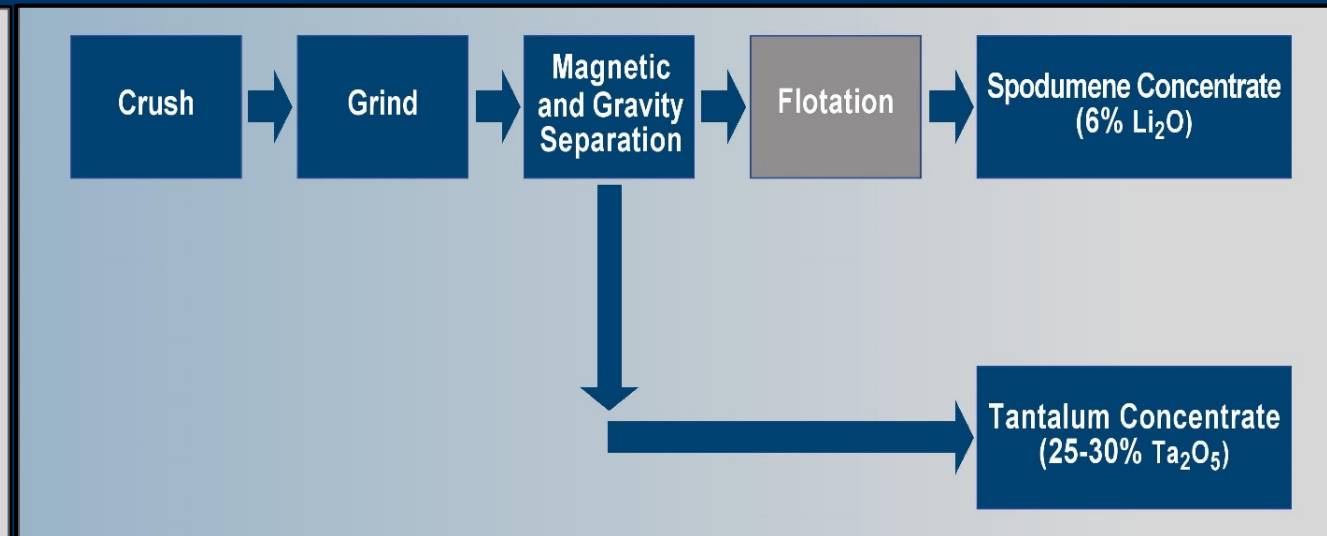 Crush
Grind
Magnetic
and Gravity
Separation
Flotation
Spodumene Concentrate
(6% Li₂O)
Tantalum Concentrate
(25-30% Ta₂O₅)